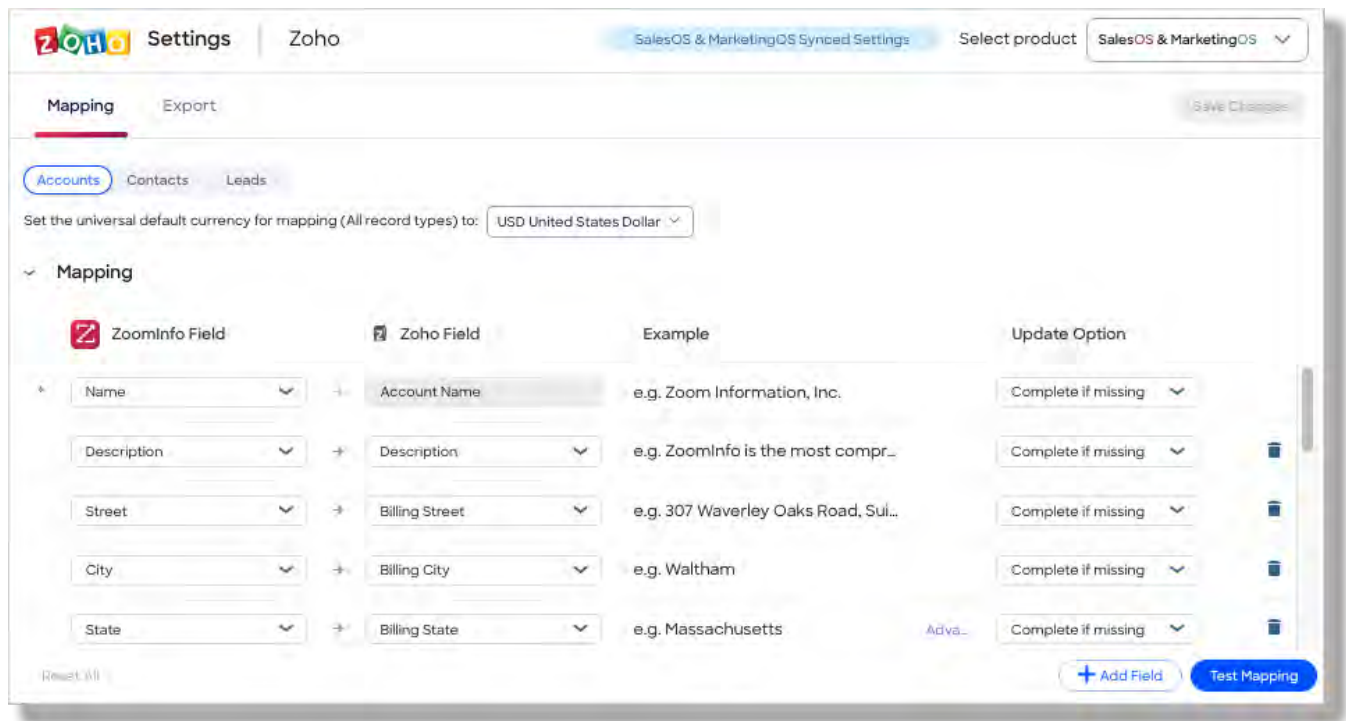 ZOHO Settings Zoho SalesOS & MarketingOS Synced Settings Select product SalesOS & MarketingOS
Mapping Export Save Changes
Accounts Contacts Leads
Set the universal default currency for mapping (All record types) to: USD United States Dollar
Mapping
ZoomInfo Field Zoho Field Example Update Option
* Name → Account Name e.g. Zoom Information, Inc. Complete if missing
Description → Description e.g. ZoomInfo is the most compr... Complete if missing
Street → Billing Street e.g. 307 Waverley Oaks Road, Sui... Complete if missing
City → Billing City e.g. Waltham Complete if missing
State → Billing State e.g. Massachusetts Adva... Complete if missing
Reset All + Add Field Test Mapping